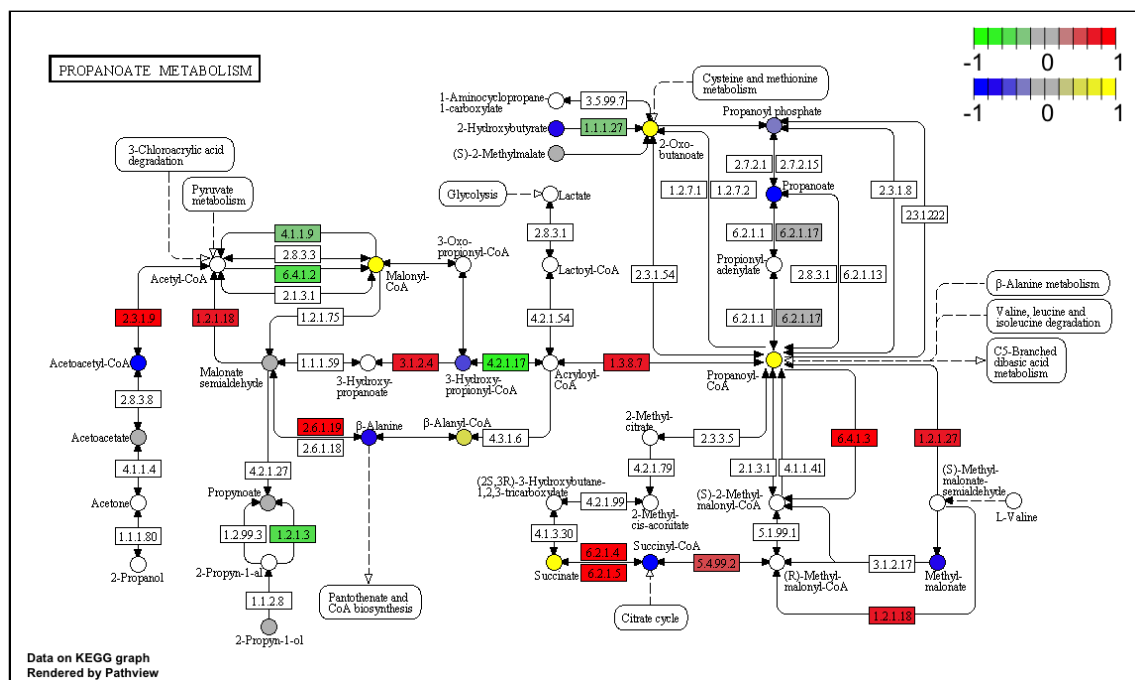 PROPANOATE METABOLISM
-1 0 1
-1 0 1
Cysteine and methionine
metabolism
1-Aminocyclopropane
1-carboxylate
3.5.99.7
Propanoyl phosphate
2-Hydroxybutyrate
1.1.1.27
2-Oxo-
butanoate
(S)-2-Methylmalate
3-Chloroacrylic acid
degradation
2.7.2.1
2.7.2.15
Pyruvate
metabolism
Glycolysis
Lactate
1.2.7.1
1.2.7.2
Propanoate
2.3.1.8
2.3.1.222
4.1.1.9
2.8.3.3
6.4.1.2
2.1.3.1
3-Oxo-
propionyl-CoA
2.8.3.1
6.2.1.1
6.2.1.17
Acetyl-CoA
Malonyl-
CoA
Lactoyl-CoA
Propionyl-
adenylate
2.3.1.54
2.8.3.1
6.2.1.13
β-Alanine metabolism
2.3.1.9
1.2.1.18
1.2.1.75
4.2.1.54
6.2.1.1
6.2.1.17
Valine, leucine and
isoleucine degradation
Acetoacetyl-CoA
Malonate
semialdehyde
1.1.1.59
3-Hydroxy-
propanoate
3.1.2.4
3-Hydroxy-
propionyl-CoA
4.2.1.17
Acryloyl-CoA
1.3.8.7
Propanoyl-
CoA
C5-Branched
dibasic acid
metabolism
2.8.3.8
2.6.1.19
2.6.1.18
β-Alanine
β-Alanyl-CoA
4.3.1.6
2-Methyl-
citrate
2.3.3.5
6.4.1.3
1.2.1.27
Acetoacetate
4.1.1.4
4.2.1.27
2.1.3.1
4.1.1.41
4.2.1.79
Acetone
Propynoate
(2S,3R)-3-Hydroxybutane-
1,2,3-tricarboxylate
4.2.1.99
2-Methyl-
cis-aconitate
(S)-2-Methyl-
malonyl-CoA
(S)-Methyl-
malonate-
semialdehyde
L-Valine
1.1.1.80
1.2.99.3
1.2.1.3
4.1.3.30
5.1.99.1
2-Propanol
2-Propyn-1-al
6.2.1.4
6.2.1.5
Succinate
Succinyl-CoA
5.4.99.2
(R)-Methyl-
malonyl-CoA
3.1.2.17
Methyl-
malonate
1.1.2.8
Pantothenate and
CoA biosynthesis
Citrate cycle
1.2.1.18
2-Propyn-1-ol
Data on KEGG graph
Rendered by Pathview